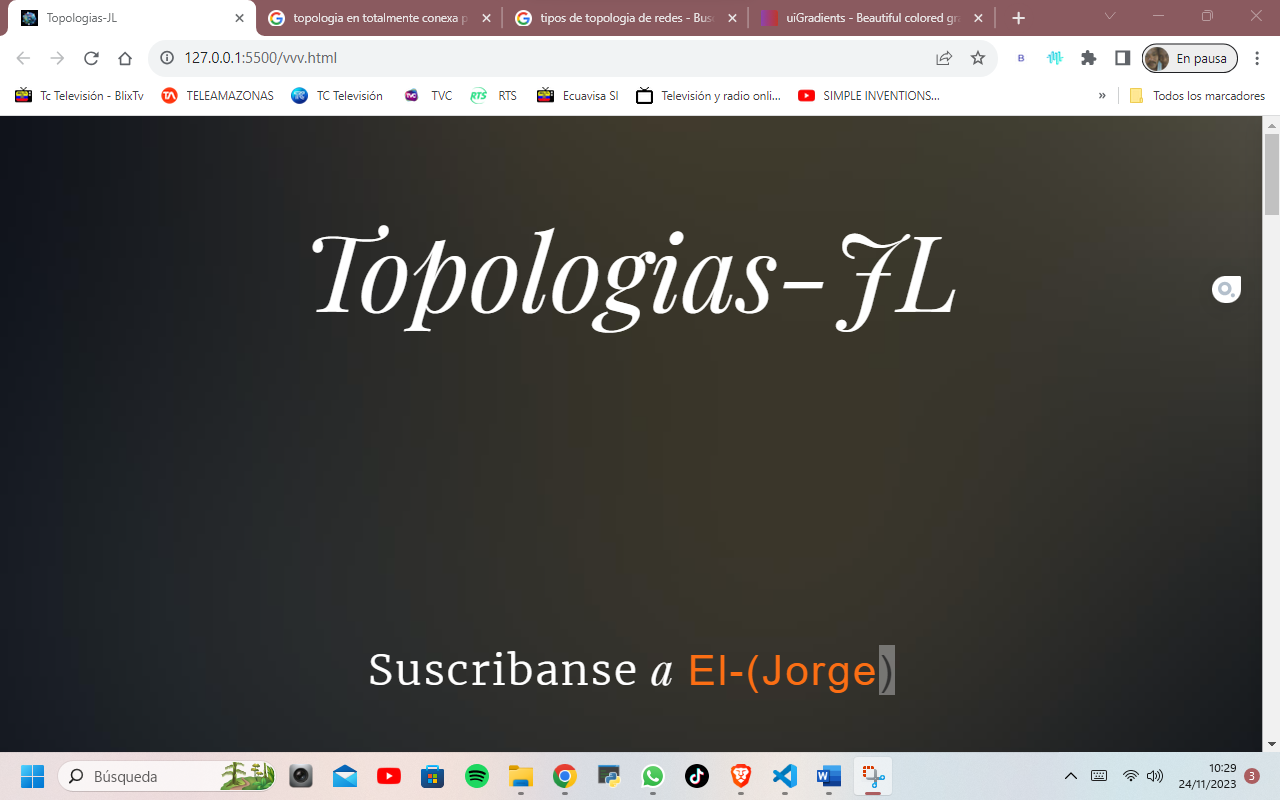 Topologias-JL
topologia en totalmente conexa p
tipos de topologia de redes - Bus
uiGradients - Beautiful colored gra
127.0.0.1:5500/vvv.html
B
En pausa
Tc Televisión - BlixTv
TELEAMAZONAS
TC Televisión
TVC
RTS
Ecuavisa SI
Televisión y radio onli...
SIMPLE INVENTIONS...
»
Todos los marcadores
Topologias-JL
Suscribanse a El-(Jorge)
Búsqueda
10:29
24/11/2023
3